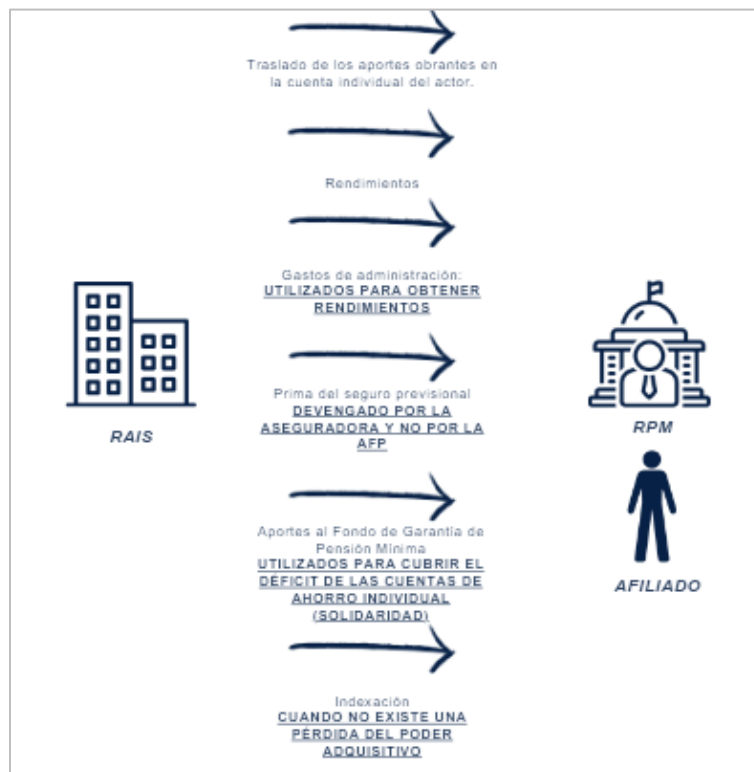 Traslado de los aportes obrantes en
la cuenta individual del actor.
Rendimientos
Gastos de administración:
UTILIZADOS PARA OBTENER
RENDIMIENTOS
Prima del seguro previsional
DEVENGADO POR LA
ASEGURADORA Y NO POR LA
AFP
Aportes al Fondo de Garantía de
Pensión Mínima
UTILIZADOS PARA CUBRIR EL
DÉFICIT DE LAS CUENTAS DE
AHORRO INDIVIDUAL
(SOLIDARIDAD)
Indexación
CUANDO NO EXISTE UNA
PÉRDIDA DEL PODER
ADQUISITIVO
RAIS
RPM
AFILIADO